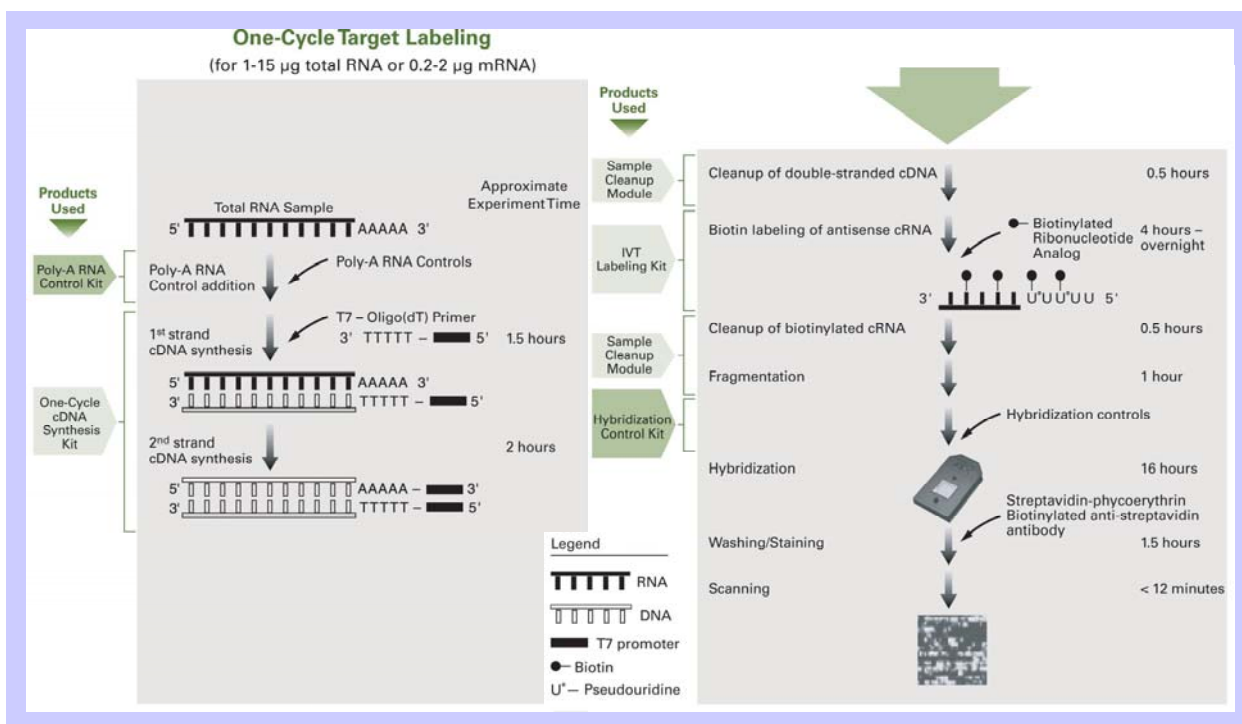 One-Cycle Target Labeling
(for 1-15 µg total RNA or 0.2-2 µg mRNA)
Products
Used
Approximate
Experiment Time
Total RNA Sample
5' AAAAA 3'
Poly-A RNA
Control Kit
Poly-A RNA
Control addition
Poly-A RNA Controls
T7 – Oligo(dT) Primer
3' TTTTT – 5'
1st strand
cDNA synthesis
1.5 hours
5' AAAAA 3'
3' TTTTT – 5'
One-Cycle
cDNA
Synthesis
Kit
2nd strand
cDNA synthesis
2 hours
5' AAAAA – 3'
3' TTTTT – 5'
Legend
RNA
DNA
T7 promoter
Biotin
U* – Pseudouridine
Products
Used
Sample
Cleanup
Module
Cleanup of double-stranded cDNA
0.5 hours
IVT
Labeling Kit
Biotin labeling of antisense cRNA
Biotinylated
Ribonucleotide
Analog
4 hours –
overnight
3' U*UU*UU 5'
Sample
Cleanup
Module
Cleanup of biotinylated cRNA
0.5 hours
Fragmentation
1 hour
Hybridization
Control Kit
Hybridization controls
Hybridization
16 hours
Streptavidin-phycoerythrin
Biotinylated anti-streptavidin
antibody
Washing/Staining
1.5 hours
Scanning
< 12 minutes